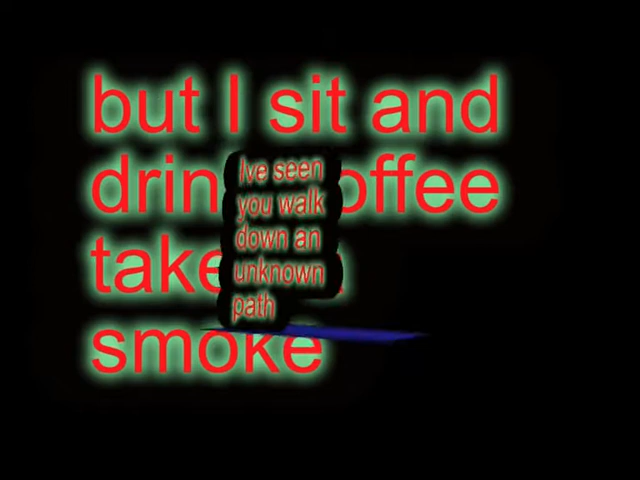 but I sit and
drin offee
take
smoke
Ive seen
you walk
down an
unknown
path